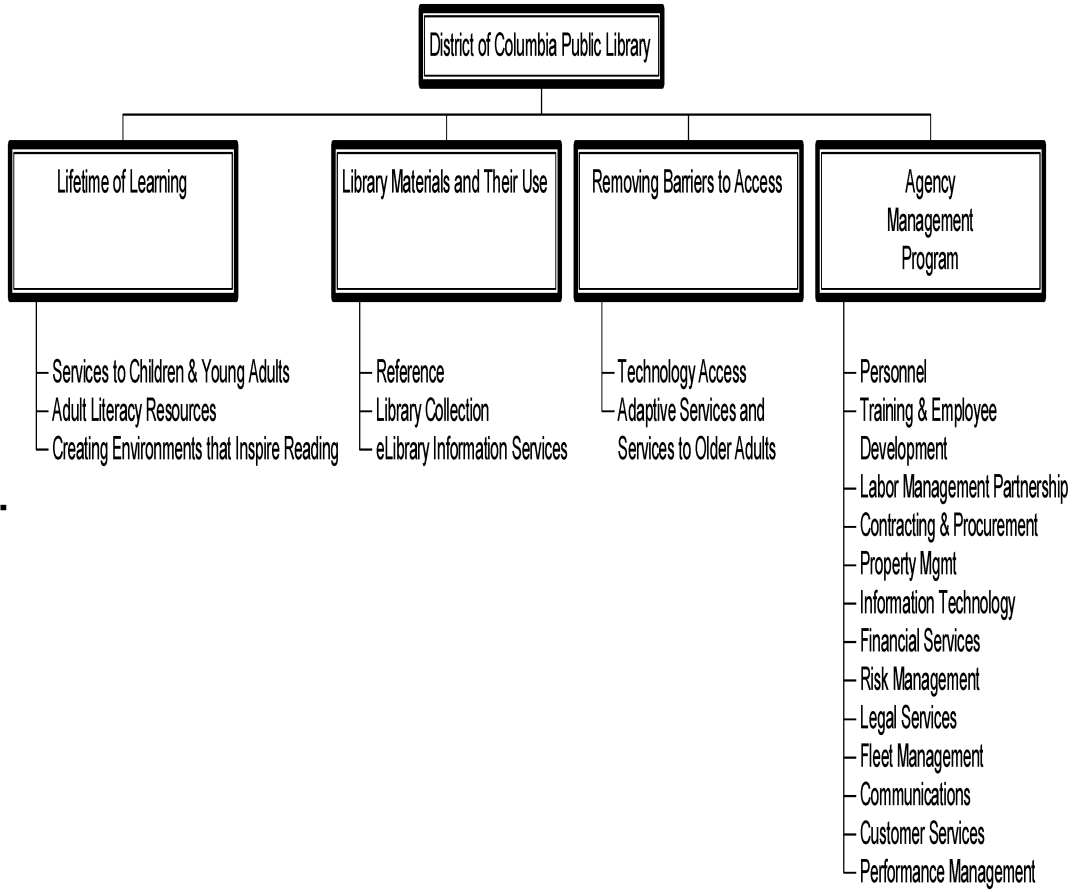 District of Columbia Public Library
Lifetime of Learning
Services to Children & Young Adults
Adult Literacy Resources
Creating Environments that Inspire Reading
Library Materials and Their Use
Reference
Library Collection
eLibrary Information Services
Removing Barriers to Access
Technology Access
Adaptive Services and
Services to Older Adults
Agency
Management
Program
Personnel
Training & Employee
Development
Labor Management Partnership
Contracting & Procurement
Property Mgmt
Information Technology
Financial Services
Risk Management
Legal Services
Fleet Management
Communications
Customer Services
Performance Management